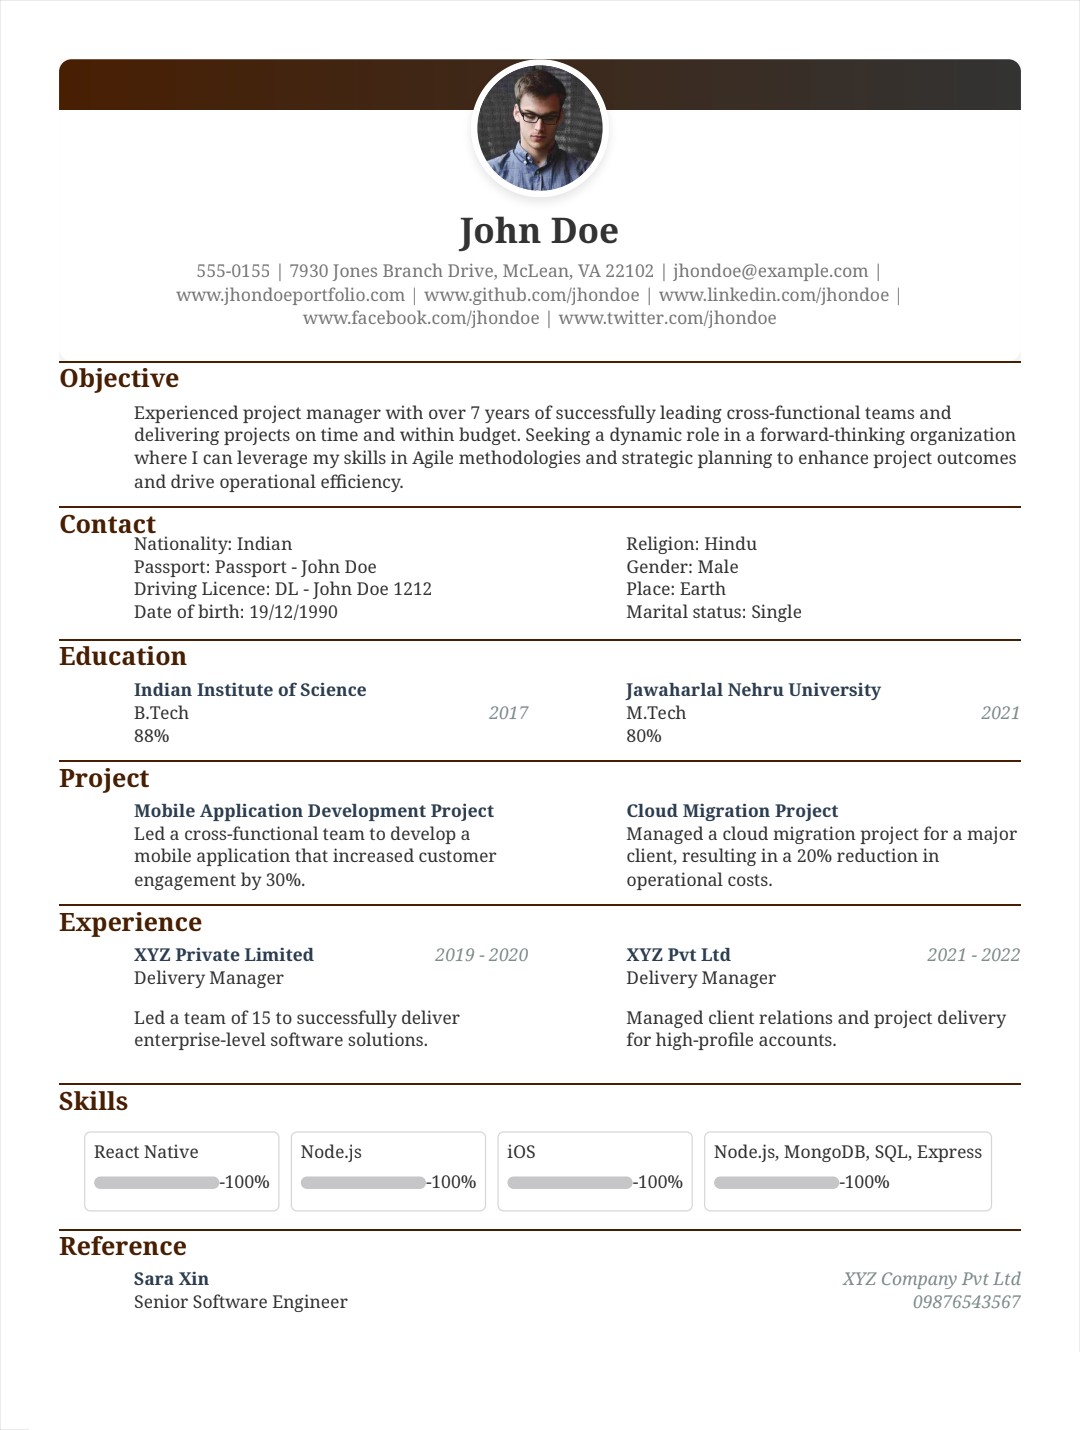 John Doe
555-0155 | 7930 Jones Branch Drive, McLean, VA 22102 | jhondoe@example.com |
www.jhondoeportfolio.com | www.github.com/jhondoe | www.linkedin.com/jhondoe |
www.facebook.com/jhondoe | www.twitter.com/jhondoe
Objective
Experienced project manager with over 7 years of successfully leading cross-functional teams and
delivering projects on time and within budget. Seeking a dynamic role in a forward-thinking organization
where I can leverage my skills in Agile methodologies and strategic planning to enhance project outcomes
and drive operational efficiency.
Contact
Nationality: Indian
Passport: Passport - John Doe
Driving Licence: DL - John Doe 1212
Date of birth: 19/12/1990
Religion: Hindu
Gender: Male
Place: Earth
Marital status: Single
Education
Indian Institute of Science
B.Tech 2017
88%
Jawaharlal Nehru University
M.Tech 2021
80%
Project
Mobile Application Development Project
Led a cross-functional team to develop a
mobile application that increased customer
engagement by 30%.
Cloud Migration Project
Managed a cloud migration project for a major
client, resulting in a 20% reduction in
operational costs.
Experience
XYZ Private Limited 2019 - 2020
Delivery Manager
Led a team of 15 to successfully deliver
enterprise-level software solutions.
XYZ Pvt Ltd 2021 - 2022
Delivery Manager
Managed client relations and project delivery
for high-profile accounts.
Skills
React Native
-100%
Node.js
-100%
iOS
-100%
Node.js, MongoDB, SQL, Express
-100%
Reference
Sara Xin XYZ Company Pvt Ltd
Senior Software Engineer 09876543567